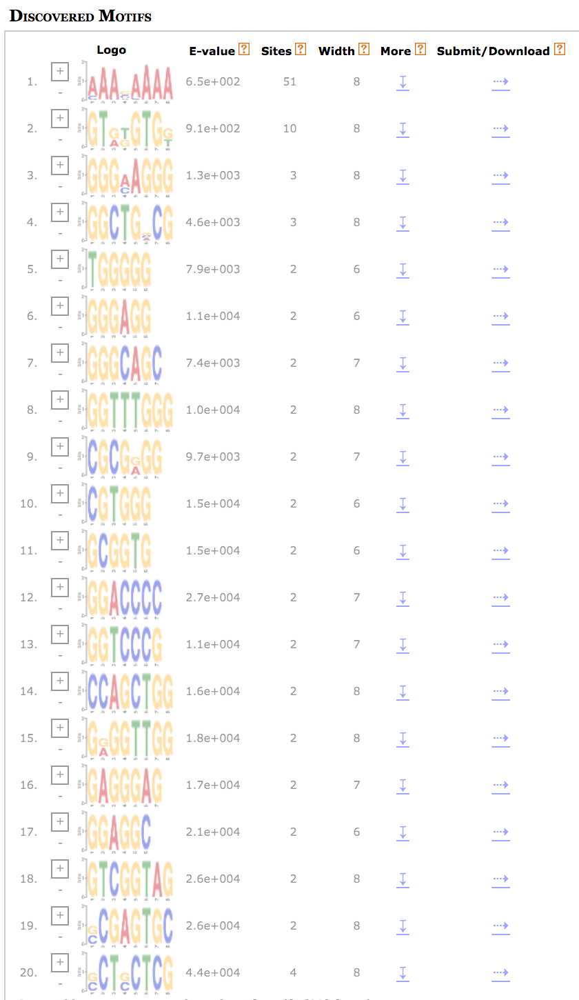 DISCOVERED MOTIFS
Logo E-value ? Sites ? Width ? More ? Submit/Download ?
1. + - AAA AAAA 6.5e+002 51 8
2. + - GTGTGTGG 9.1e+002 10 8
3. + - GGGAAGGG 1.3e+003 3 8
4. + - GGCTG CG 4.6e+003 3 8
5. + - TGGGGG 7.9e+003 2 6
6. + - GGGAGG 1.1e+004 2 6
7. + - GGGCAGC 7.4e+003 2 7
8. + - GGTTTGGG 1.0e+004 2 8
9. + - CGCGGGG 9.7e+003 2 7
10. + - CGTGGG 1.5e+004 2 6
11. + - GCGGTG 1.5e+004 2 6
12. + - GGACCCC 2.7e+004 2 7
13. + - GGTCCCG 1.1e+004 2 7
14. + - CCAGCTGG 1.6e+004 2 8
15. + - GGGGTTGG 1.8e+004 2 8
16. + - GAGGGAG 1.7e+004 2 7
17. + - GGAGGC 2.1e+004 2 6
18. + - GTCGGTAG 2.6e+004 2 8
19. + - GCGAGTGC 2.6e+004 2 8
20. + - GCTGCTCG 4.4e+004 4 8